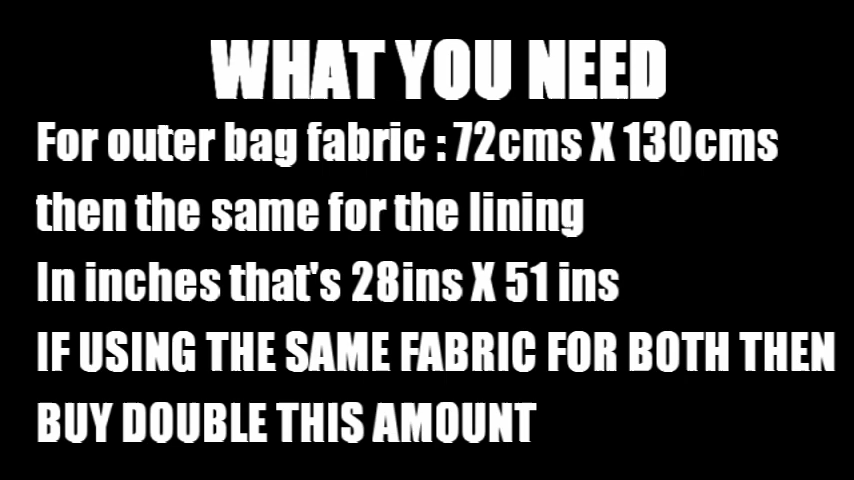 WHAT YOU NEED
For outer bag fabric : 72cms X 130cms
then the same for the lining
In inches that's 28ins X 51 ins
IF USING THE SAME FABRIC FOR BOTH THEN
BUY DOUBLE THIS AMOUNT